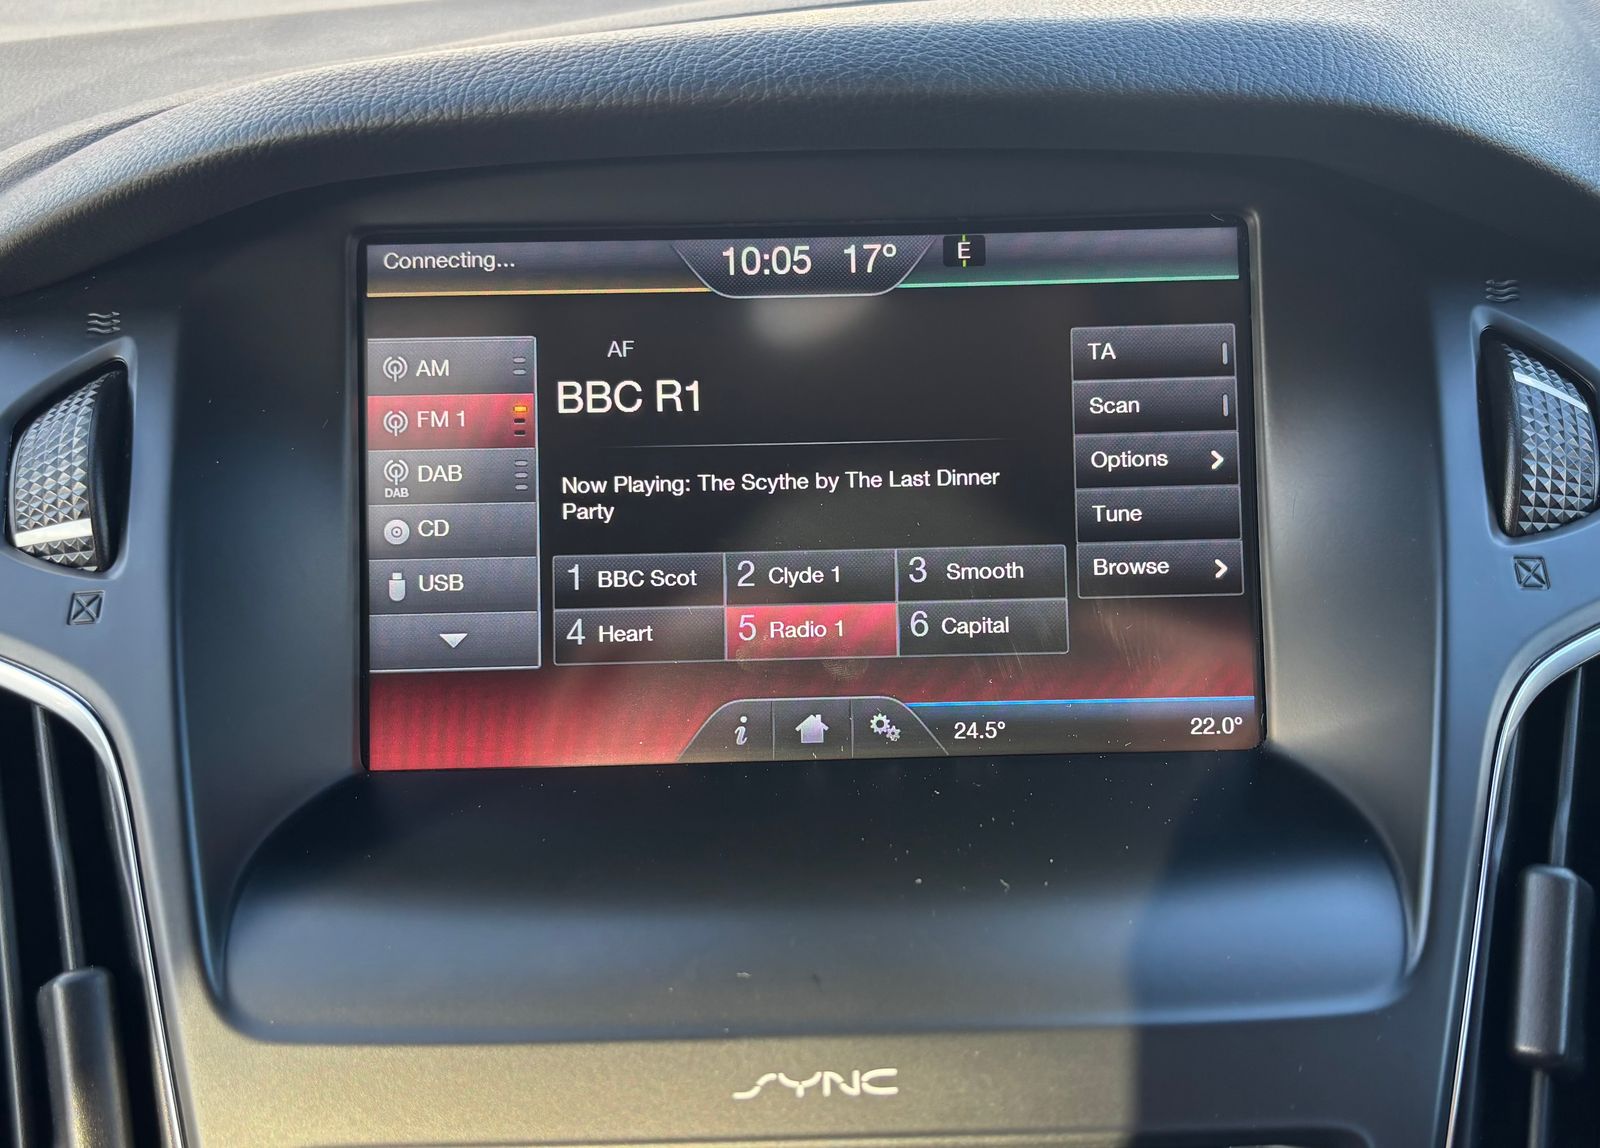 Connecting...
10:05 17º
E
AM
FM 1
DAB
DAB
CD
USB
AF
BBC R1
Now Playing: The Scythe by The Last Dinner
Party
1 BBC Scot
2 Clyde 1
3 Smooth
4 Heart
5 Radio 1
6 Capital
TA
Scan
Options
Tune
Browse
i
24.5°
22.0°
SYNC